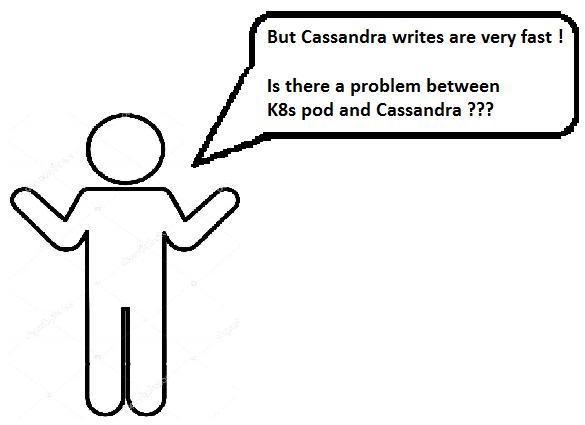 But Cassandra writes are very fast !
Is there a problem between
K8s pod and Cassandra ???